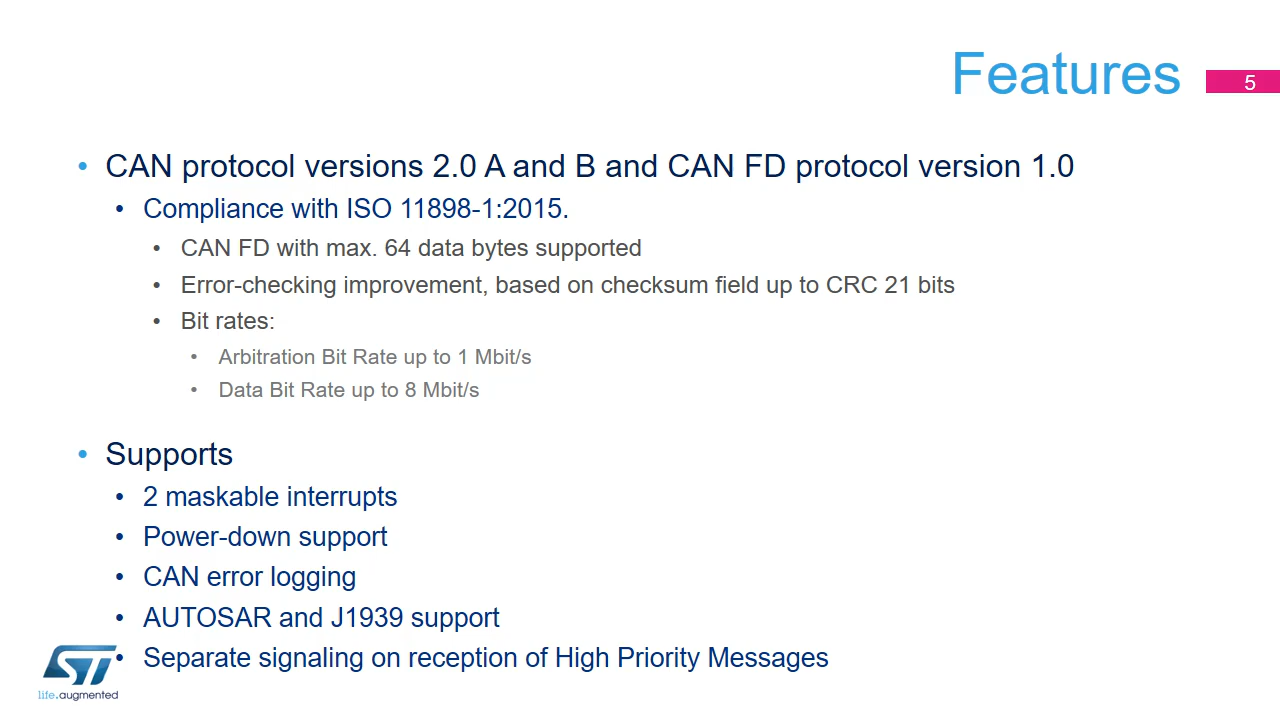 Features
5
• CAN protocol versions 2.0 A and B and CAN FD protocol version 1.0
• Compliance with ISO 11898-1:2015.
• CAN FD with max. 64 data bytes supported
• Error-checking improvement, based on checksum field up to CRC 21 bits
• Bit rates:
• Arbitration Bit Rate up to 1 Mbit/s
• Data Bit Rate up to 8 Mbit/s
• Supports
• 2 maskable interrupts
• Power-down support
• CAN error logging
• AUTOSAR and J1939 support
• Separate signaling on reception of High Priority Messages
ST
life.augmented